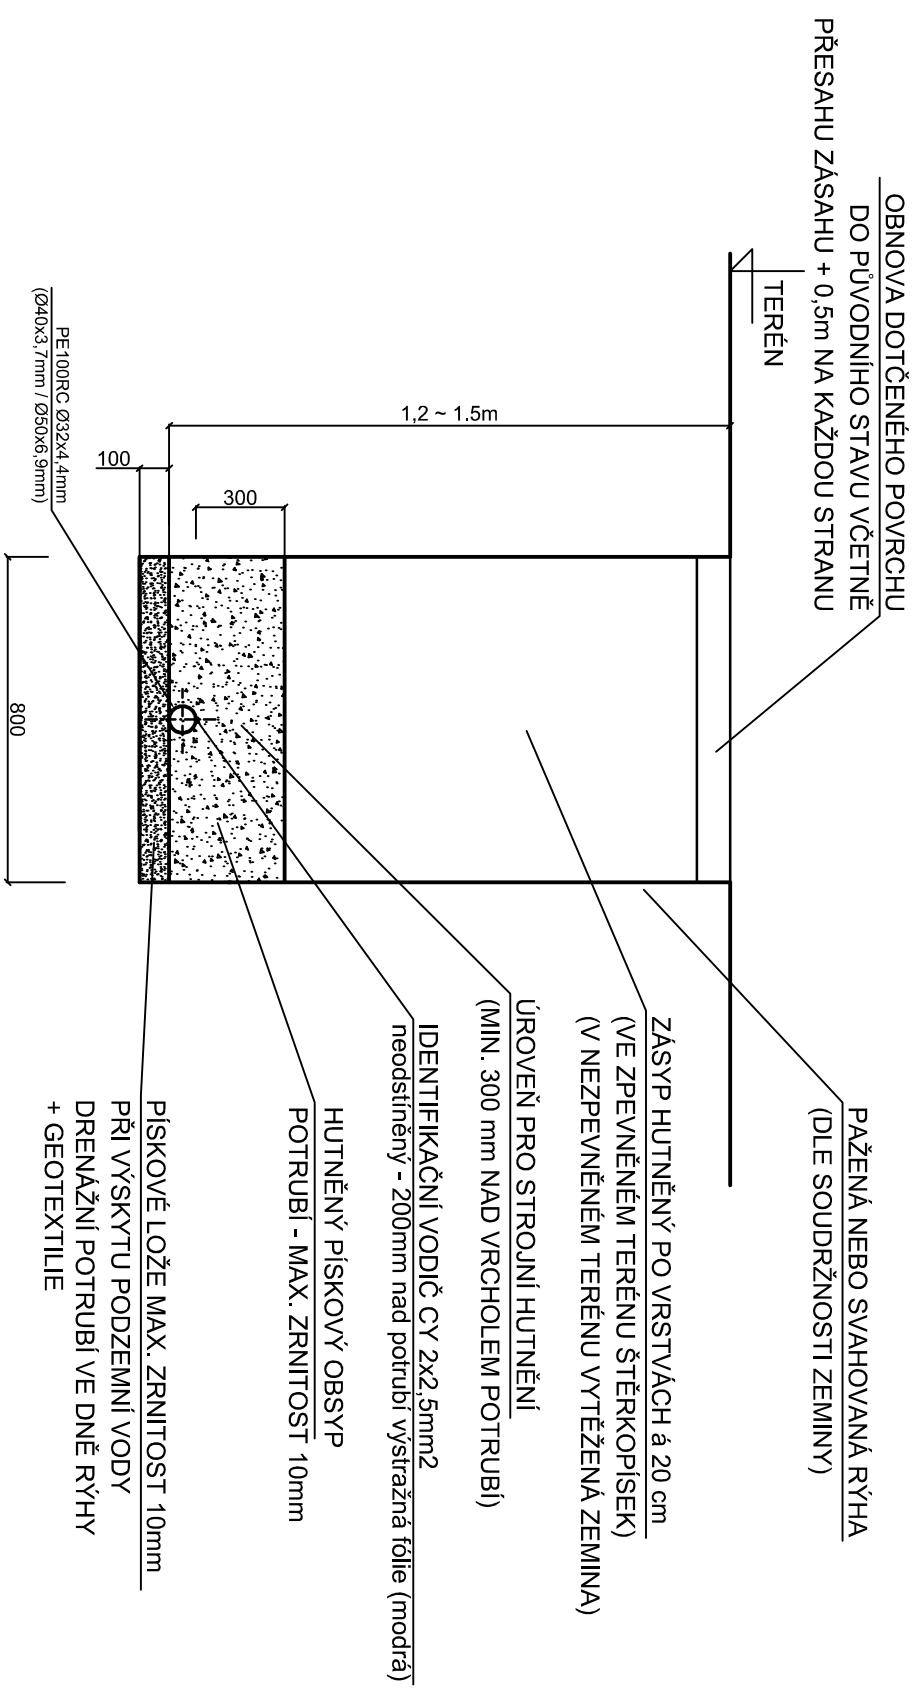 OBNOVA DOTČENÉHO POVRCHU
DO PŮVODNÍHO STAVU VČETNĚ
PŘESAHU ZÁSAHU + 0,5m NA KAŽDOU STRANU
TERÉN
1,2 ~ 1.5m
100
300
PE100RC Ø32x4,4mm
(Ø40x3,7mm / Ø50x6,9mm)
800
PAŽENÁ NEBO SVAHOVANÁ RÝHA
(DLE SOUDRŽNOSTI ZEMINY)
ZÁSYP HUTNĚNÝ PO VRSTVÁCH á 20 cm
(VE ZPEVNĚNÉM TERÉNU ŠTĚRKOPÍSEK)
(V NEZPEVNĚNÉM TERÉNU VYTĚŽENÁ ZEMINA)
ÚROVEŇ PRO STROJNÍ HUTNĚNÍ
(MIN. 300 mm NAD VRCHOLEM POTRUBÍ)
IDENTIFIKAČNÍ VODIČ CY 2x2,5mm2
neodstíněný - 200mm nad potrubí výstražná fólie (modrá)
HUTNĚNÝ PÍSKOVÝ OBSYP
POTRUBÍ - MAX. ZRNITOST 10mm
PÍSKOVÉ LOŽE MAX. ZRNITOST 10mm
PŘI VÝSKYTU PODZEMNÍ VODY
DRENÁŽNÍ POTRUBÍ VE DNĚ RÝHY
+ GEOTEXTILIE